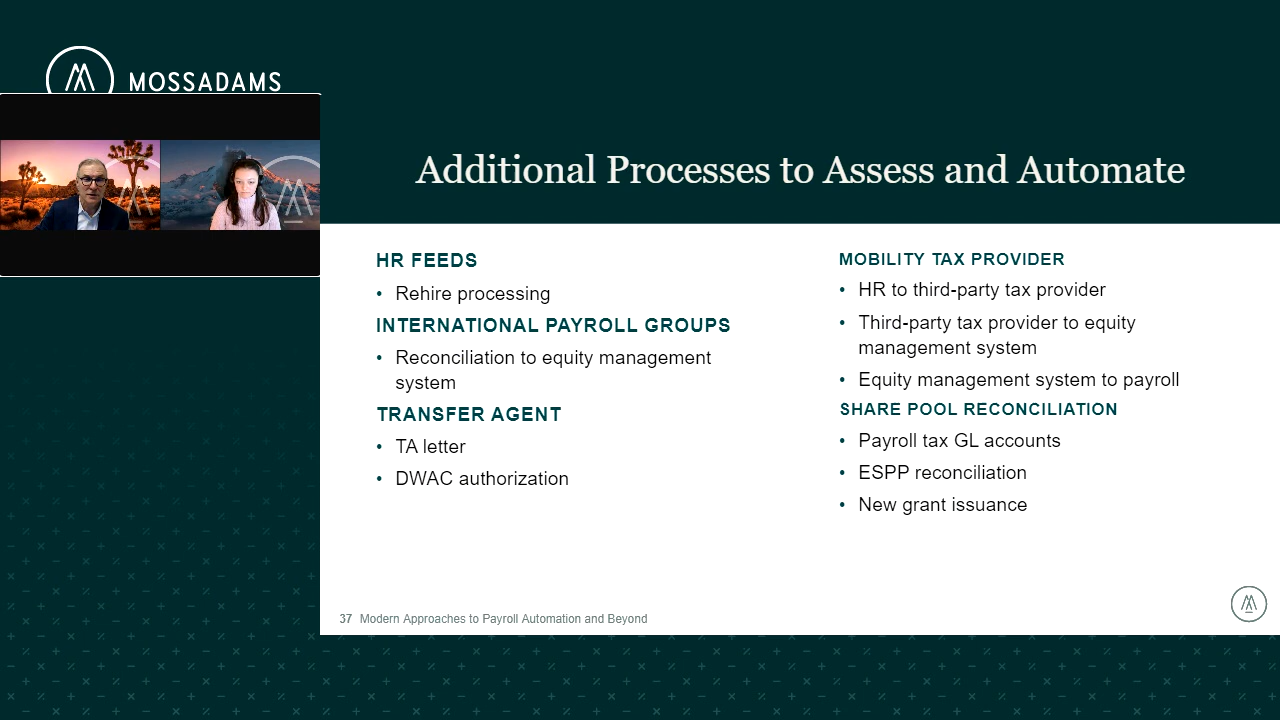 MOSSADAMS
Additional Processes to Assess and Automate
HR FEEDS
• Rehire processing
INTERNATIONAL PAYROLL GROUPS
• Reconciliation to equity management
system
TRANSFER AGENT
• TA letter
• DWAC authorization
MOBILITY TAX PROVIDER
• HR to third-party tax provider
• Third-party tax provider to equity
management system
• Equity management system to payroll
SHARE POOL RECONCILIATION
• Payroll tax GL accounts
• ESPP reconciliation
• New grant issuance
37 Modern Approaches to Payroll Automation and Beyond